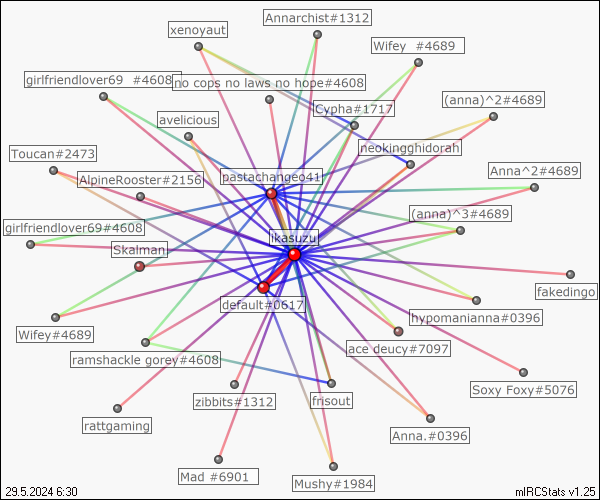 Annarchist#1312
xenoyaut
Wifey  #4689
girlfriendlover69  #4608
no cops no laws no hope#4608
(anna)^2#4689
Cypha#1717
avelicious
neokingghidorah
Toucan#2473
pastachangeo41
Anna^2#4689
AlpineRooster#2156
(anna)^3#4689
girlfriendlover69#4608
ikasuzu
Skalman
fakedingo
default#0617
hypomanianna#0396
Wifey#4689
ace deucy#7097
ramshackle gorey#4608
Soxy Foxy#5076
zibbits#1312
frisout
rattgaming
Anna.#0396
Mad #6901
Mushy#1984
29.5.2024 6:30
mIRCStats v1.25